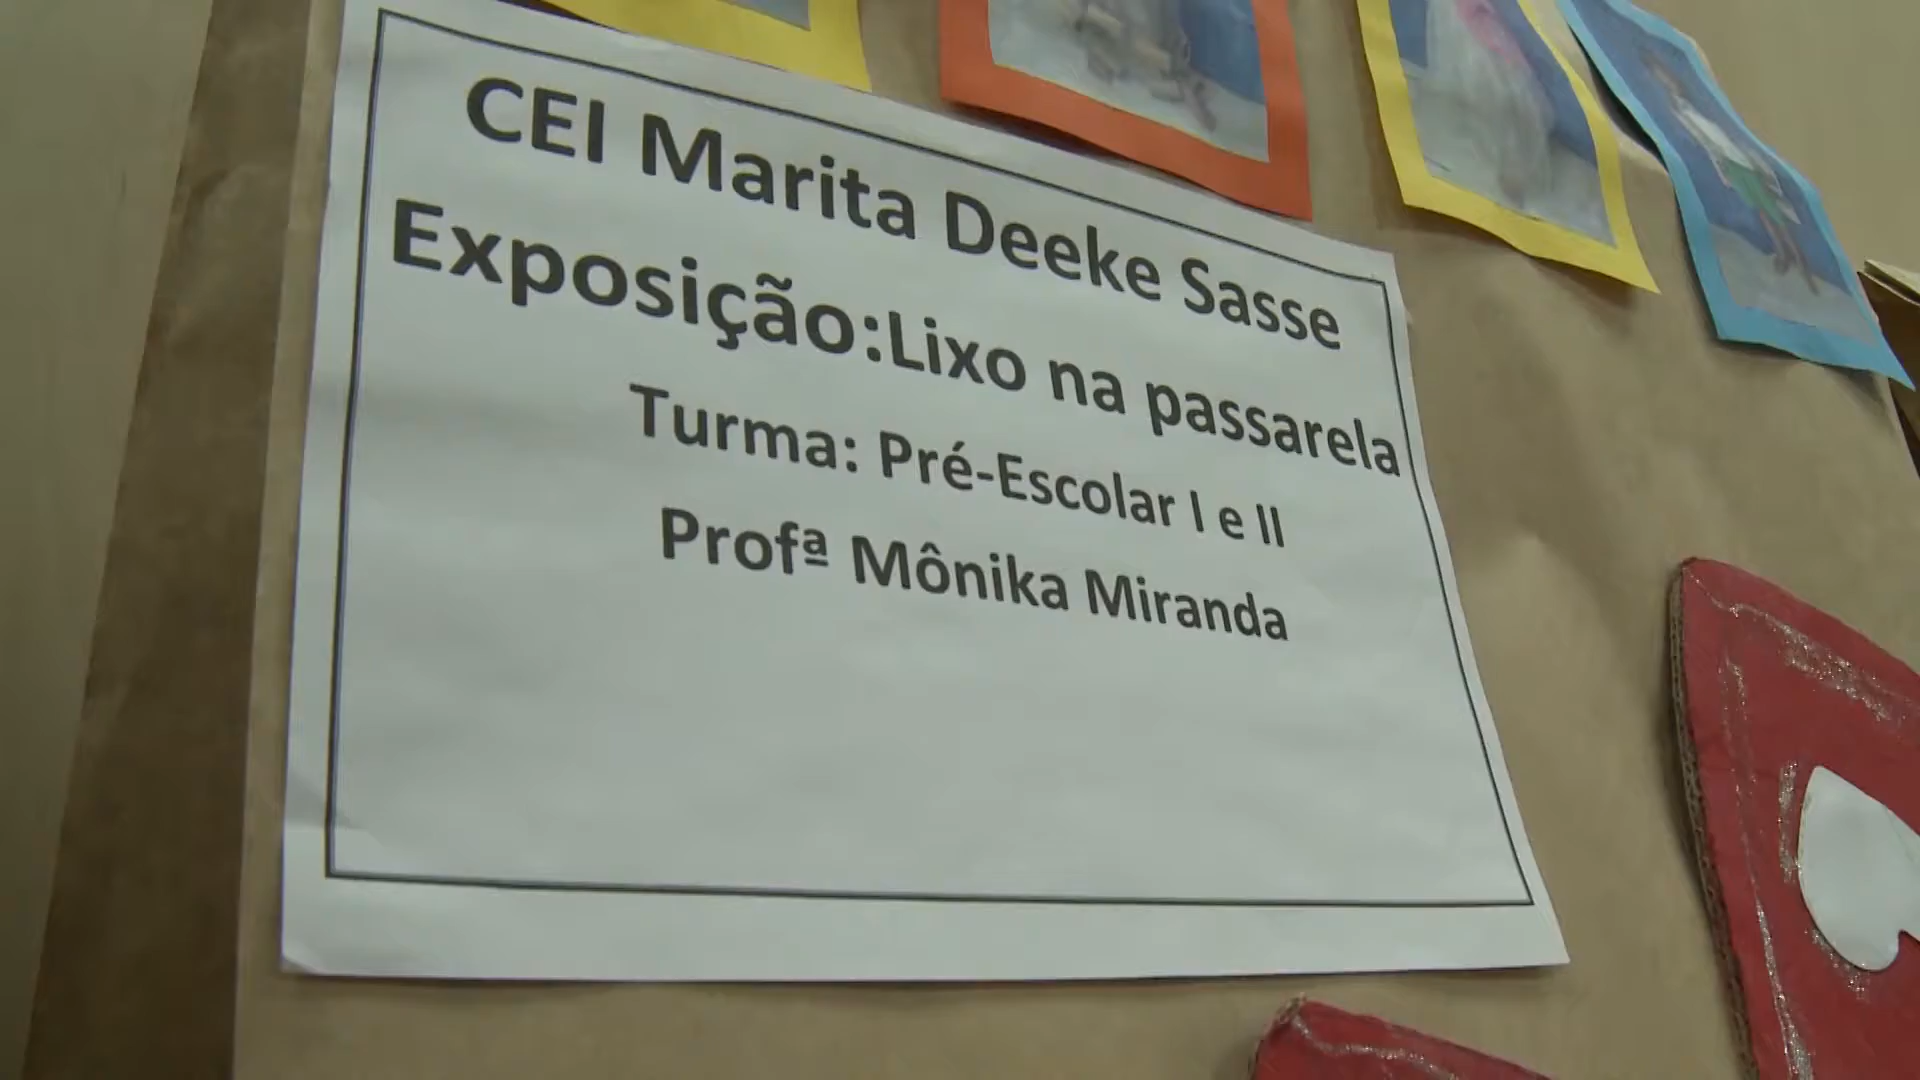 CEI Marita Deeke Sasse
Exposição:Lixo na passarela
Turma: Pré-Escolar I e II
Profª Mônika Miranda